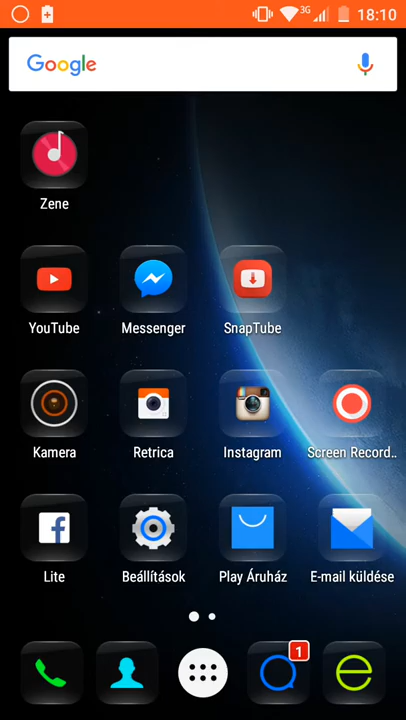 3G 18:10
Google
Zene
YouTube Messenger SnapTube
Kamera Retrica Instagram Screen Record..
Lite Beállítások Play Áruház E-mail küldése
1